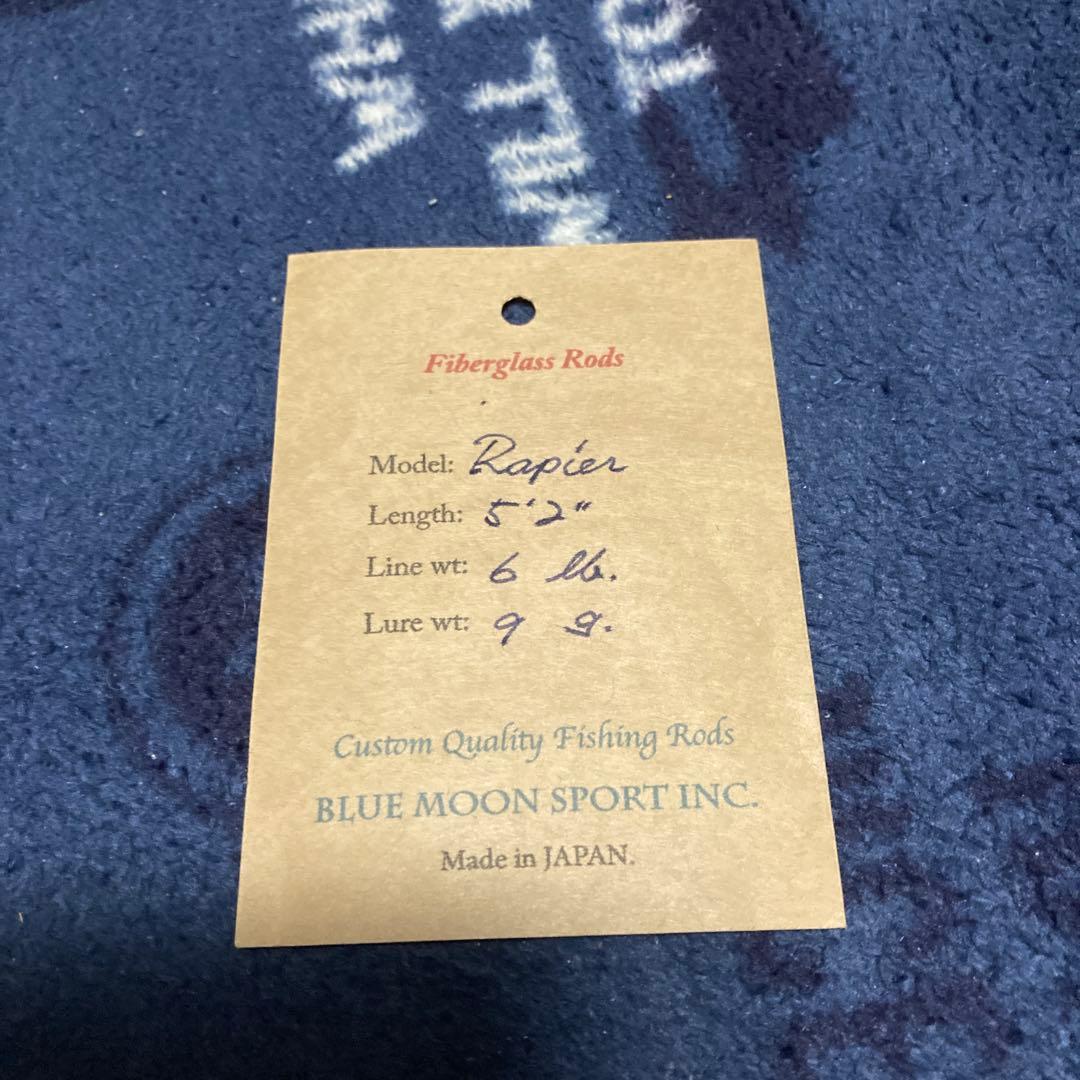 Fiberglass Rods
Model: Rapier
Length: 5'2"
Line wt: 6 lb.
Lure wt: 9 g.
Custom Quality Fishing Rods
BLUE MOON SPORT INC.
Made in JAPAN.